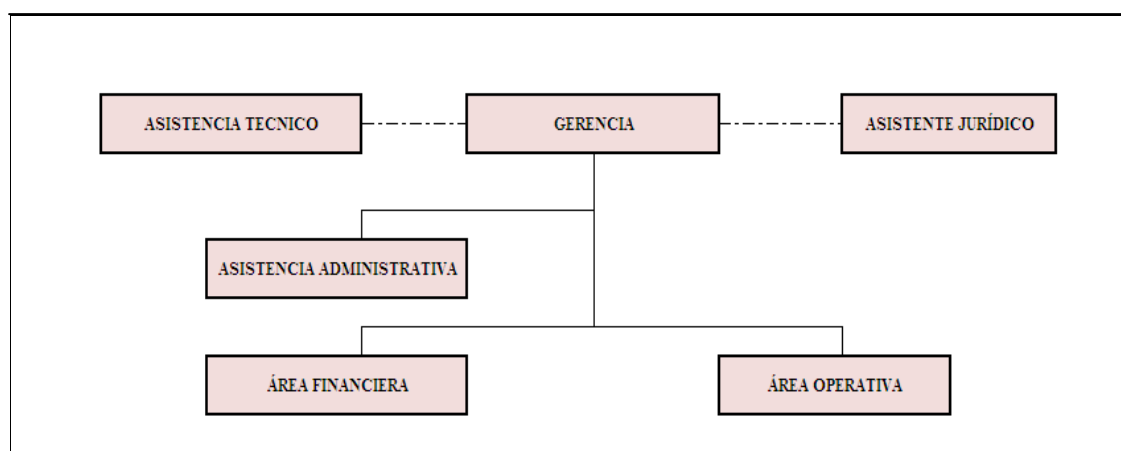 ASISTENCIA TECNICO
GERENCIA
ASISTENTE JURÍDICO
ASISTENCIA ADMINISTRATIVA
ÁREA FINANCIERA
ÁREA OPERATIVA